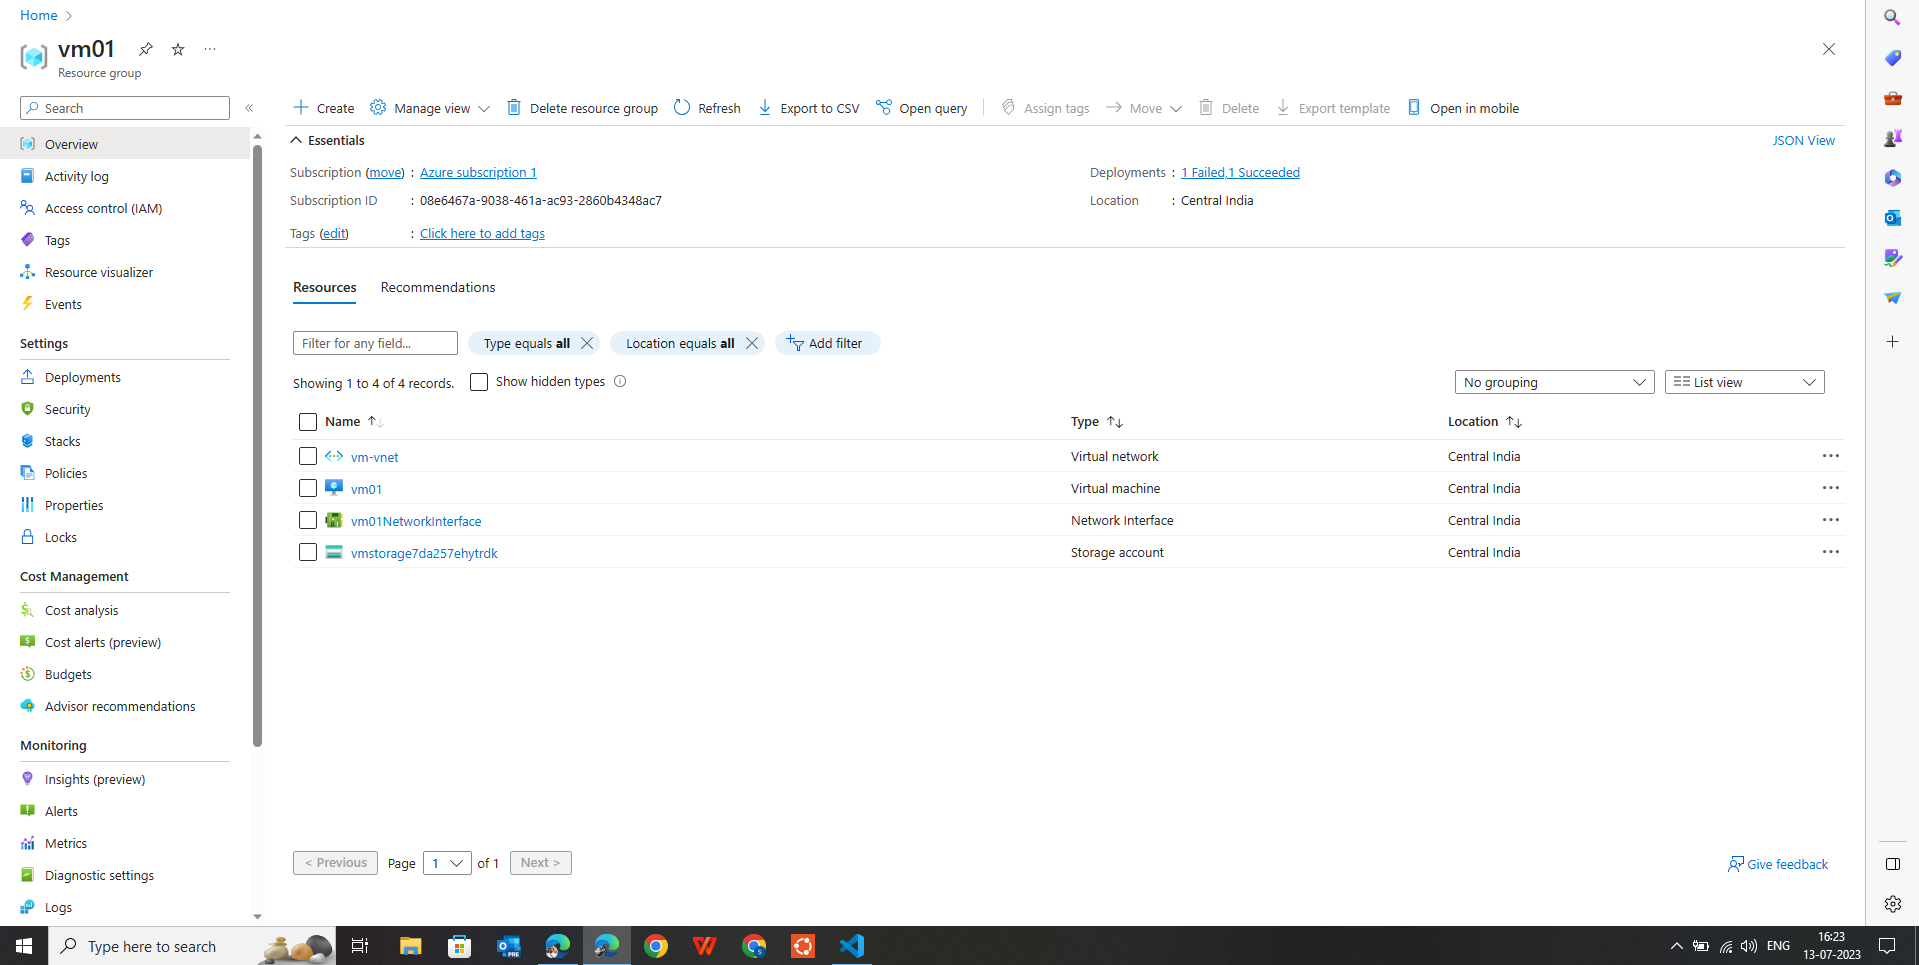 Home
vm01
Resource group
Search
Overview
Activity log
Access control (IAM)
Tags
Resource visualizer
Events
Settings
Deployments
Security
Stacks
Policies
Properties
Locks
Cost Management
Cost analysis
Cost alerts (preview)
Budgets
Advisor recommendations
Monitoring
Insights (preview)
Alerts
Metrics
Diagnostic settings
Logs
Create Manage view Delete resource group Refresh Export to CSV Open query Assign tags Move Delete Export template Open in mobile
Essentials JSON View
Subscription (move) : Azure subscription 1 Deployments : 1 Failed,1 Succeeded
Subscription ID : 08e6467a-9038-461a-ac93-2860b4348ac7 Location : Central India
Tags (edit) : Click here to add tags
Resources Recommendations
Filter for any field... Type equals all Location equals all Add filter
Showing 1 to 4 of 4 records. Show hidden types No grouping List view
Name Type Location
vm-vnet Virtual network Central India
vm01 Virtual machine Central India
vm01NetworkInterface Network Interface Central India
vmstorage7da257ehytrdk Storage account Central India
< Previous Page 1 of 1 Next > Give feedback
Type here to search PRE ENG 16:23
13-07-2023